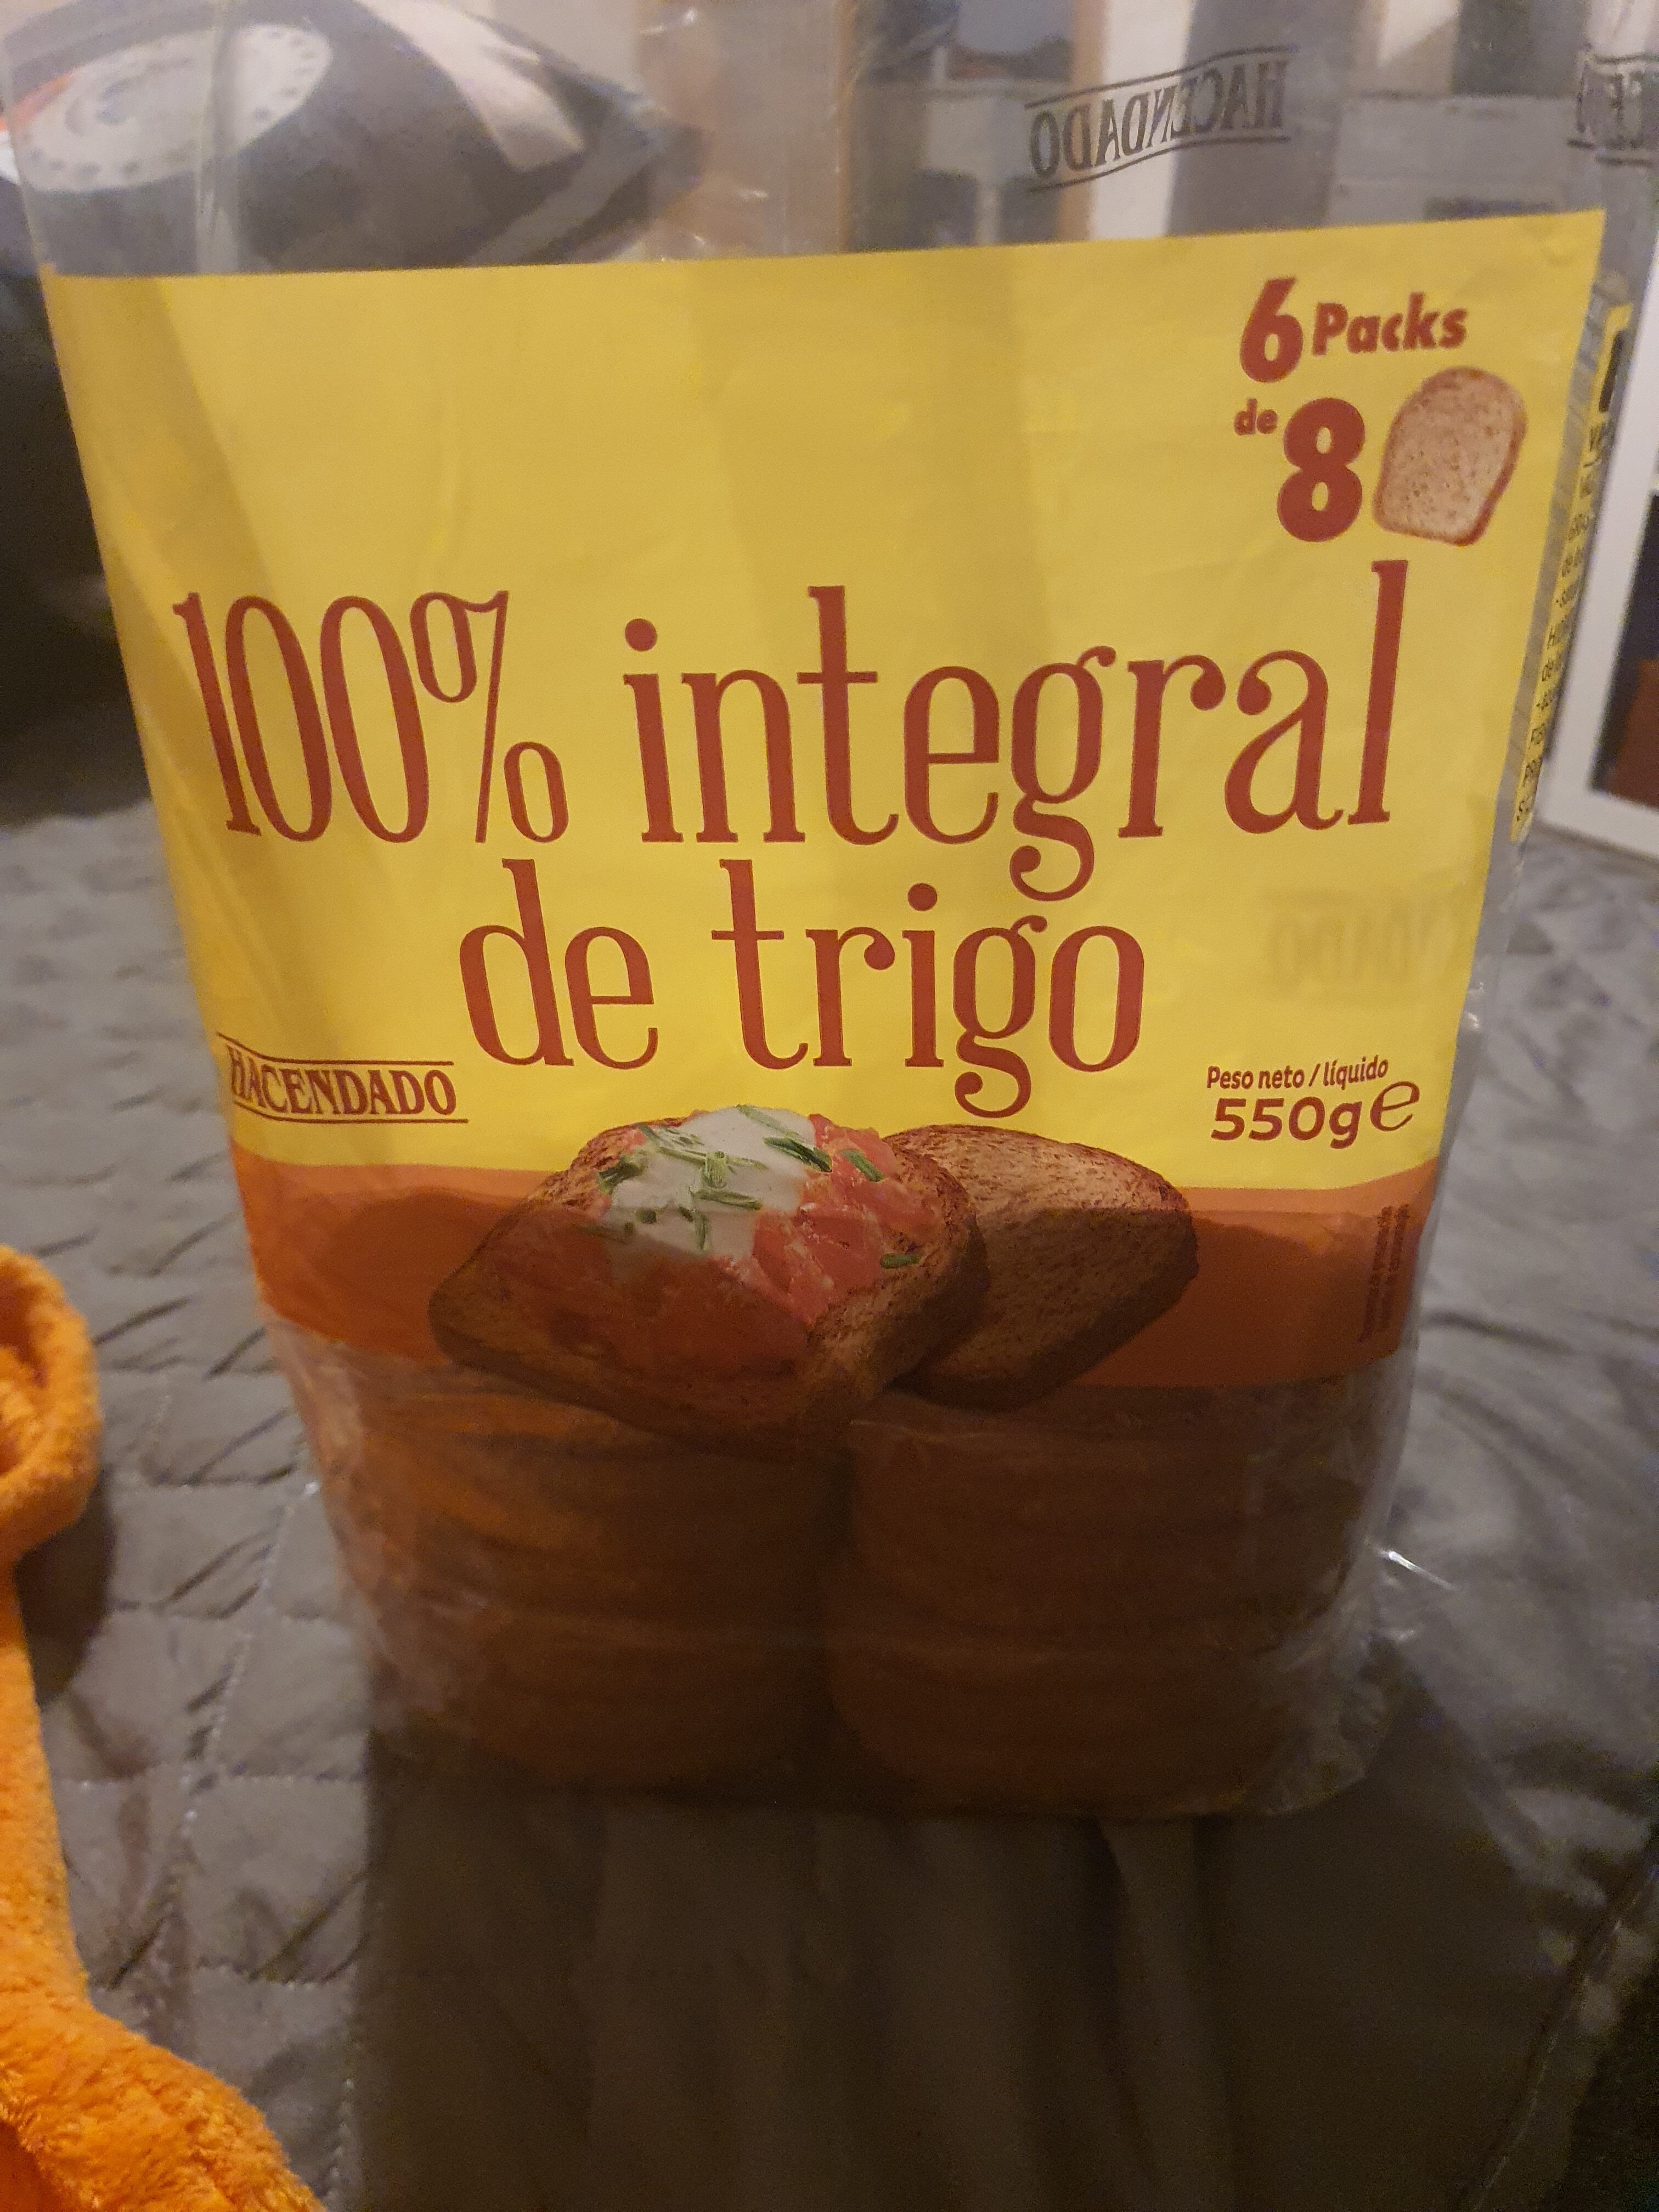 HACENDADO
6 Packs
de 8
100% integral
de trigo
HACENDADO
Peso neto / líquido
550g e